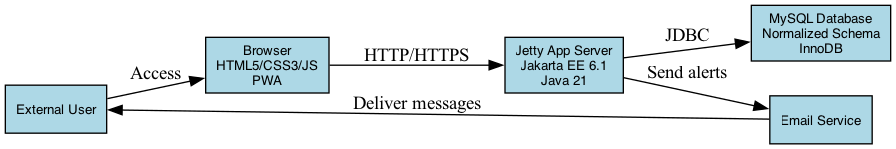 External User
Access
Browser
HTML5/CSS3/JS
PWA
HTTP/HTTPS
Jetty App Server
Jakarta EE 6.1
Java 21
JDBC
MySQL Database
Normalized Schema
InnoDB
Send alerts
Email Service
Deliver messages